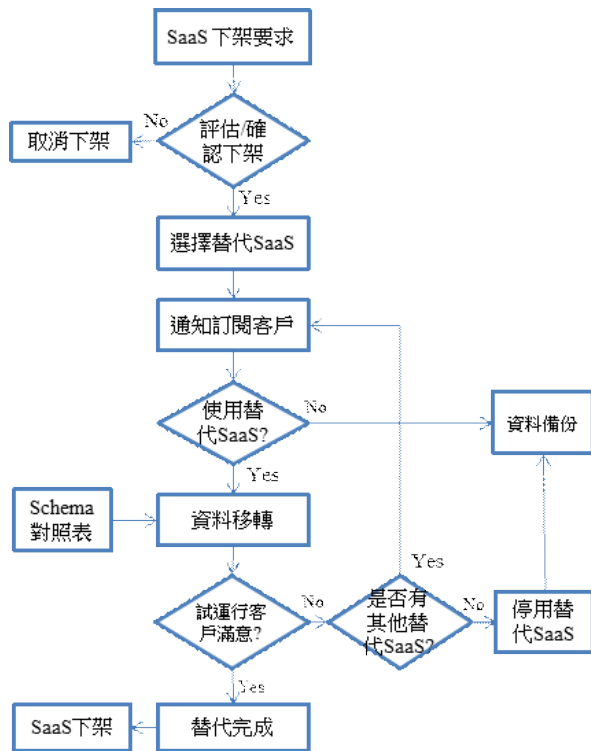 SaaS 下架要求
No
評估/確
認下架
取消下架
Yes
選擇替代SaaS
通知訂閱客戶
使用替
代SaaS?
No
資料備份
Yes
Schema
對照表
資料移轉
Yes
試運行客
戶滿意?
No
是否有
其他替
代SaaS?
No
停用替
代SaaS
Yes
SaaS下架
替代完成